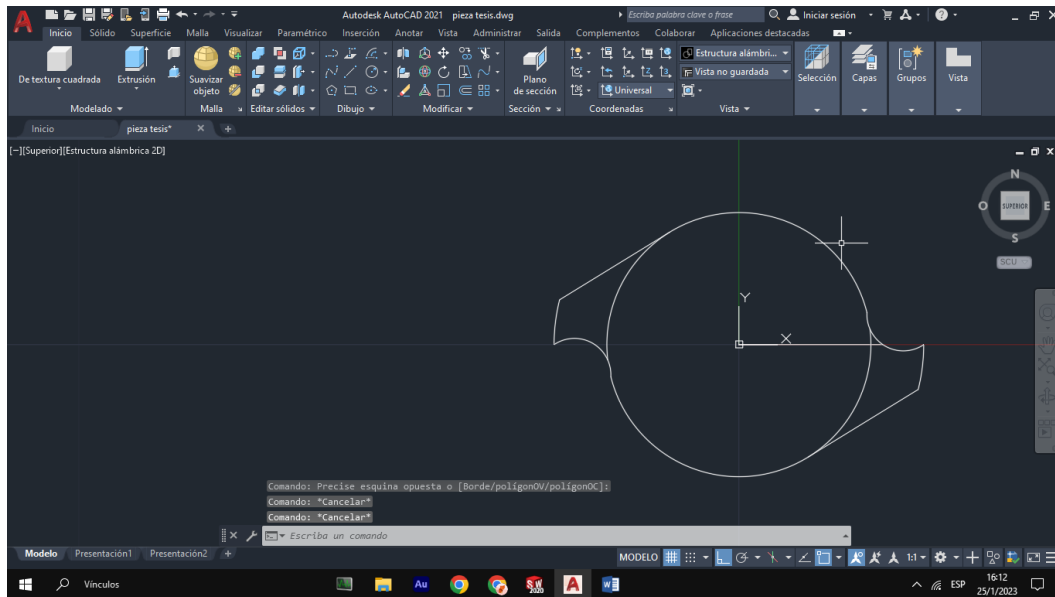 Autodesk AutoCAD 2021 pieza tesis.dwg
Escriba palabra clave o frase
Iniciar sesión
Inicio Sólido Superficie Malla Visualizar Paramétrico Inserción Anotar Vista Administrar Salida Complementos Colaborar Aplicaciones destacadas
De textura cuadrada
Extrusión
Suavizar objeto
Plano de sección
Universal
Estructura alámbri...
Vista no guardada
Selección
Capas
Grupos
Vista
Modelado Malla Editar sólidos Dibujo Modificar Sección Coordenadas Vista
Inicio pieza tesis*
[−][Superior][Estructura alámbrica 2D]
N
O SUPERIOR E
S
SCU
Y
X
Comando: Precise esquina opuesta o [Borde/polígonOV/polígonOC]:
Comando: *Cancelar*
Comando: *Cancelar*
Escriba un comando
Modelo Presentación1 Presentación2 +
MODELO
1:1
Vínculos
Au
SW 2020
A
W
ESP
16:12
25/1/2023